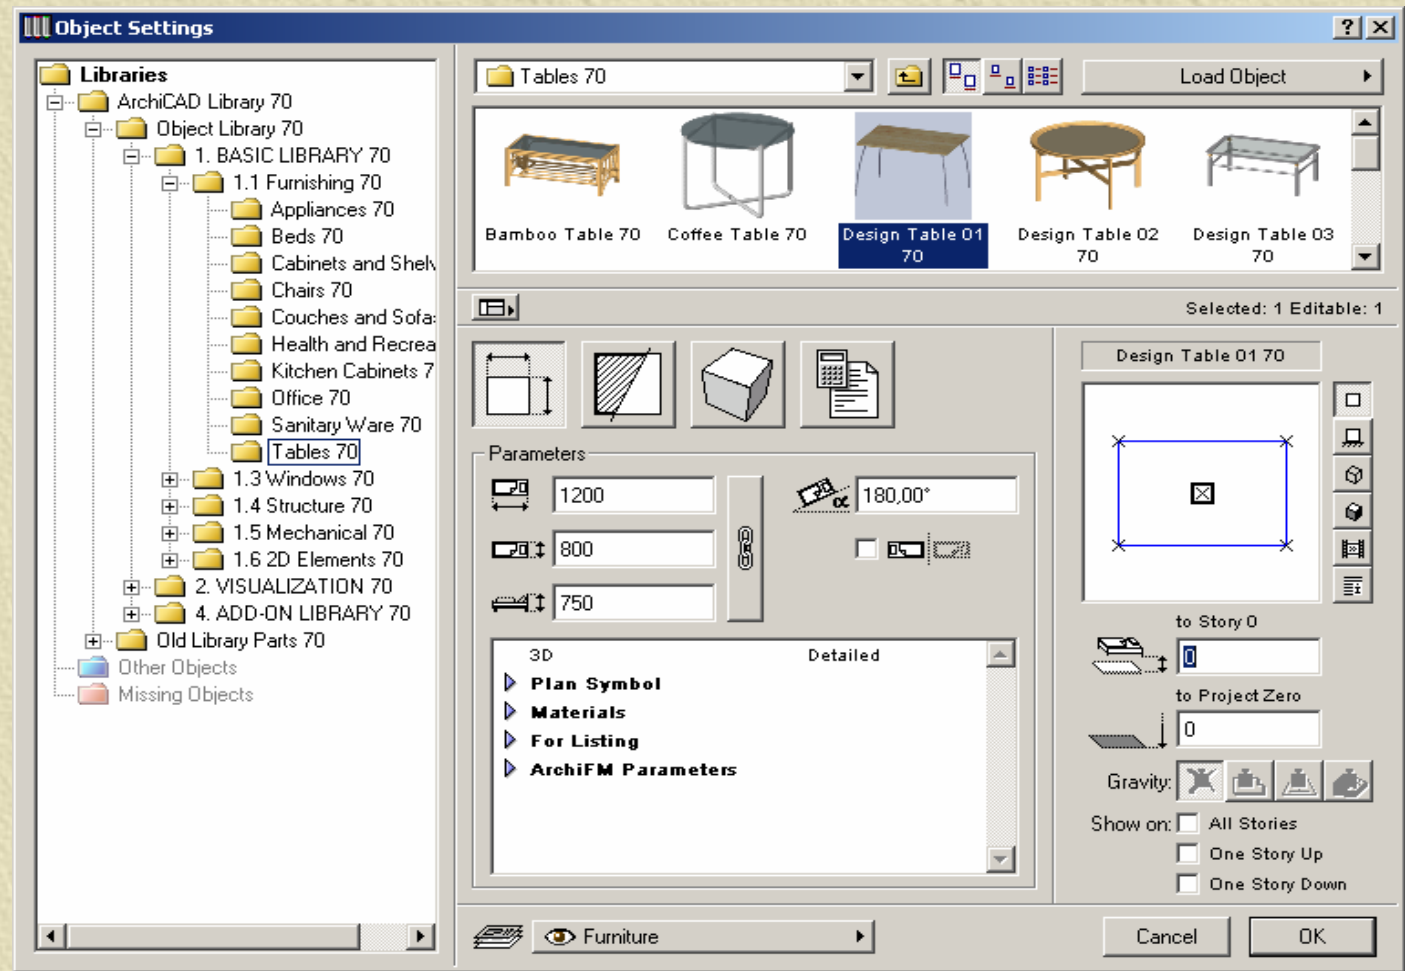 Object Settings
Libraries
ArchiCAD Library 70
Object Library 70
1. BASIC LIBRARY 70
1.1 Furnishing 70
Appliances 70
Beds 70
Cabinets and Shelv
Chairs 70
Couches and Sofa
Health and Recrea
Kitchen Cabinets 7
Office 70
Sanitary Ware 70
Tables 70
1.3 Windows 70
1.4 Structure 70
1.5 Mechanical 70
1.6 2D Elements 70
2. VISUALIZATION 70
4. ADD-ON LIBRARY 70
Old Library Parts 70
Other Objects
Missing Objects
Tables 70
Load Object
Bamboo Table 70
Coffee Table 70
Design Table 01
70
Design Table 02
70
Design Table 03
70
Selected: 1 Editable: 1
Parameters
1200
800
750
α
180,00°
3D Detailed
Plan Symbol
Materials
For Listing
ArchiFM Parameters
Design Table 01 70
to Story 0
0
to Project Zero
0
Gravity:
Show on: All Stories
One Story Up
One Story Down
Furniture
Cancel
OK